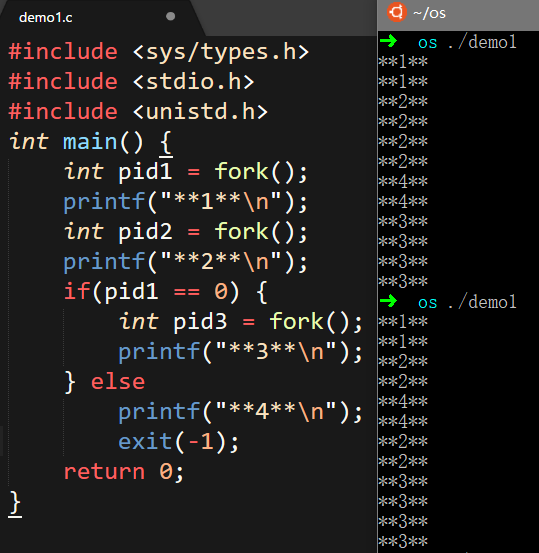 demo1.c
#include <sys/types.h>
#include <stdio.h>
#include <unistd.h>
int main() {
    int pid1 = fork();
    printf("**1**\n");
    int pid2 = fork();
    printf("**2**\n");
    if(pid1 == 0) {
        int pid3 = fork();
        printf("**3**\n");
    } else
        printf("**4**\n");
        exit(-1);
    return 0;
}
~/os
→ os ./demo1
**1**
**1**
**2**
**2**
**2**
**2**
**4**
**4**
**3**
**3**
**3**
**3**
→ os ./demo1
**1**
**1**
**2**
**2**
**4**
**4**
**2**
**2**
**3**
**3**
**3**
**3**